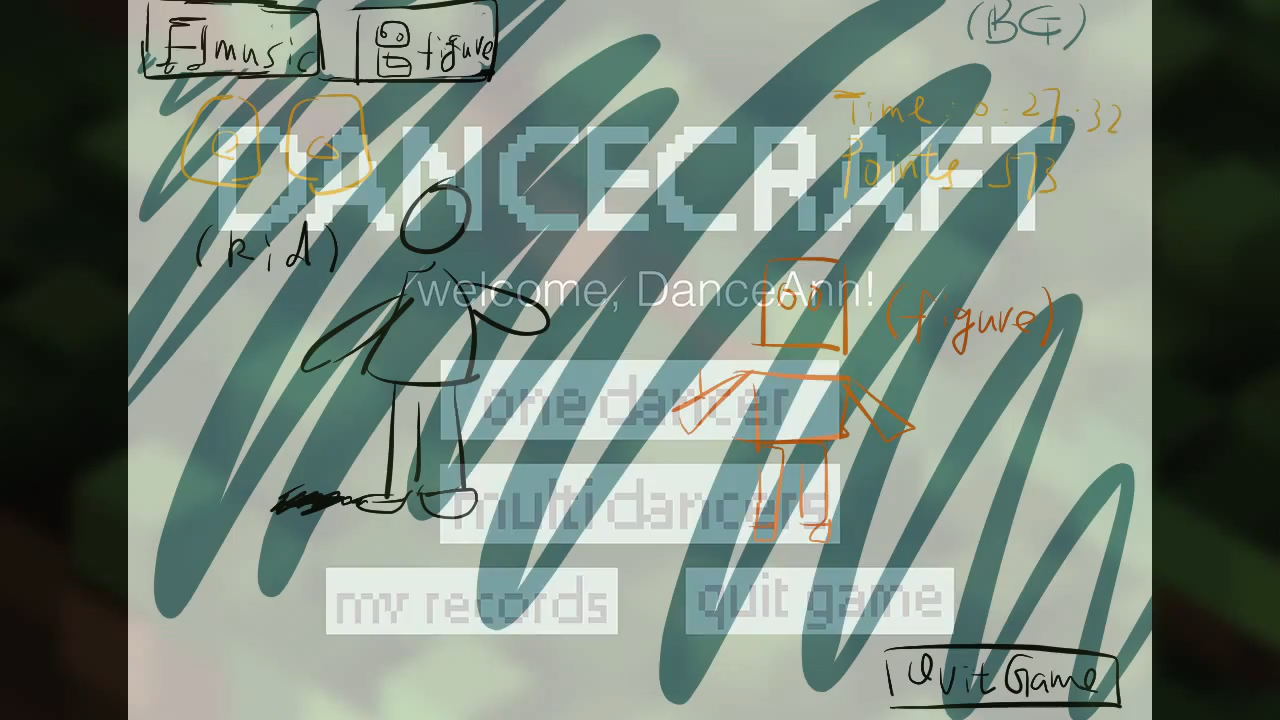 music
figure
(BG)
Time: 0:27:32
Points 573
DANCECRAFT
(kid)
welcome, DanceAnn!
(figure)
one dancer
multi dancers
my records
quit game
Quit Game